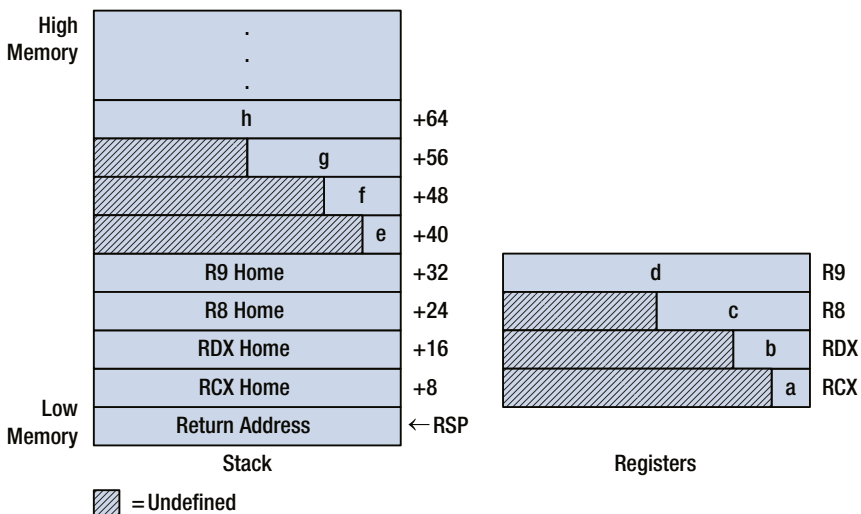 High
Memory
.
.
.
h +64
g +56
f +48
e +40
R9 Home +32
R8 Home +24
RDX Home +16
RCX Home +8
Low
Memory
Return Address ←RSP
Stack
d R9
c R8
b RDX
a RCX
Registers
= Undefined